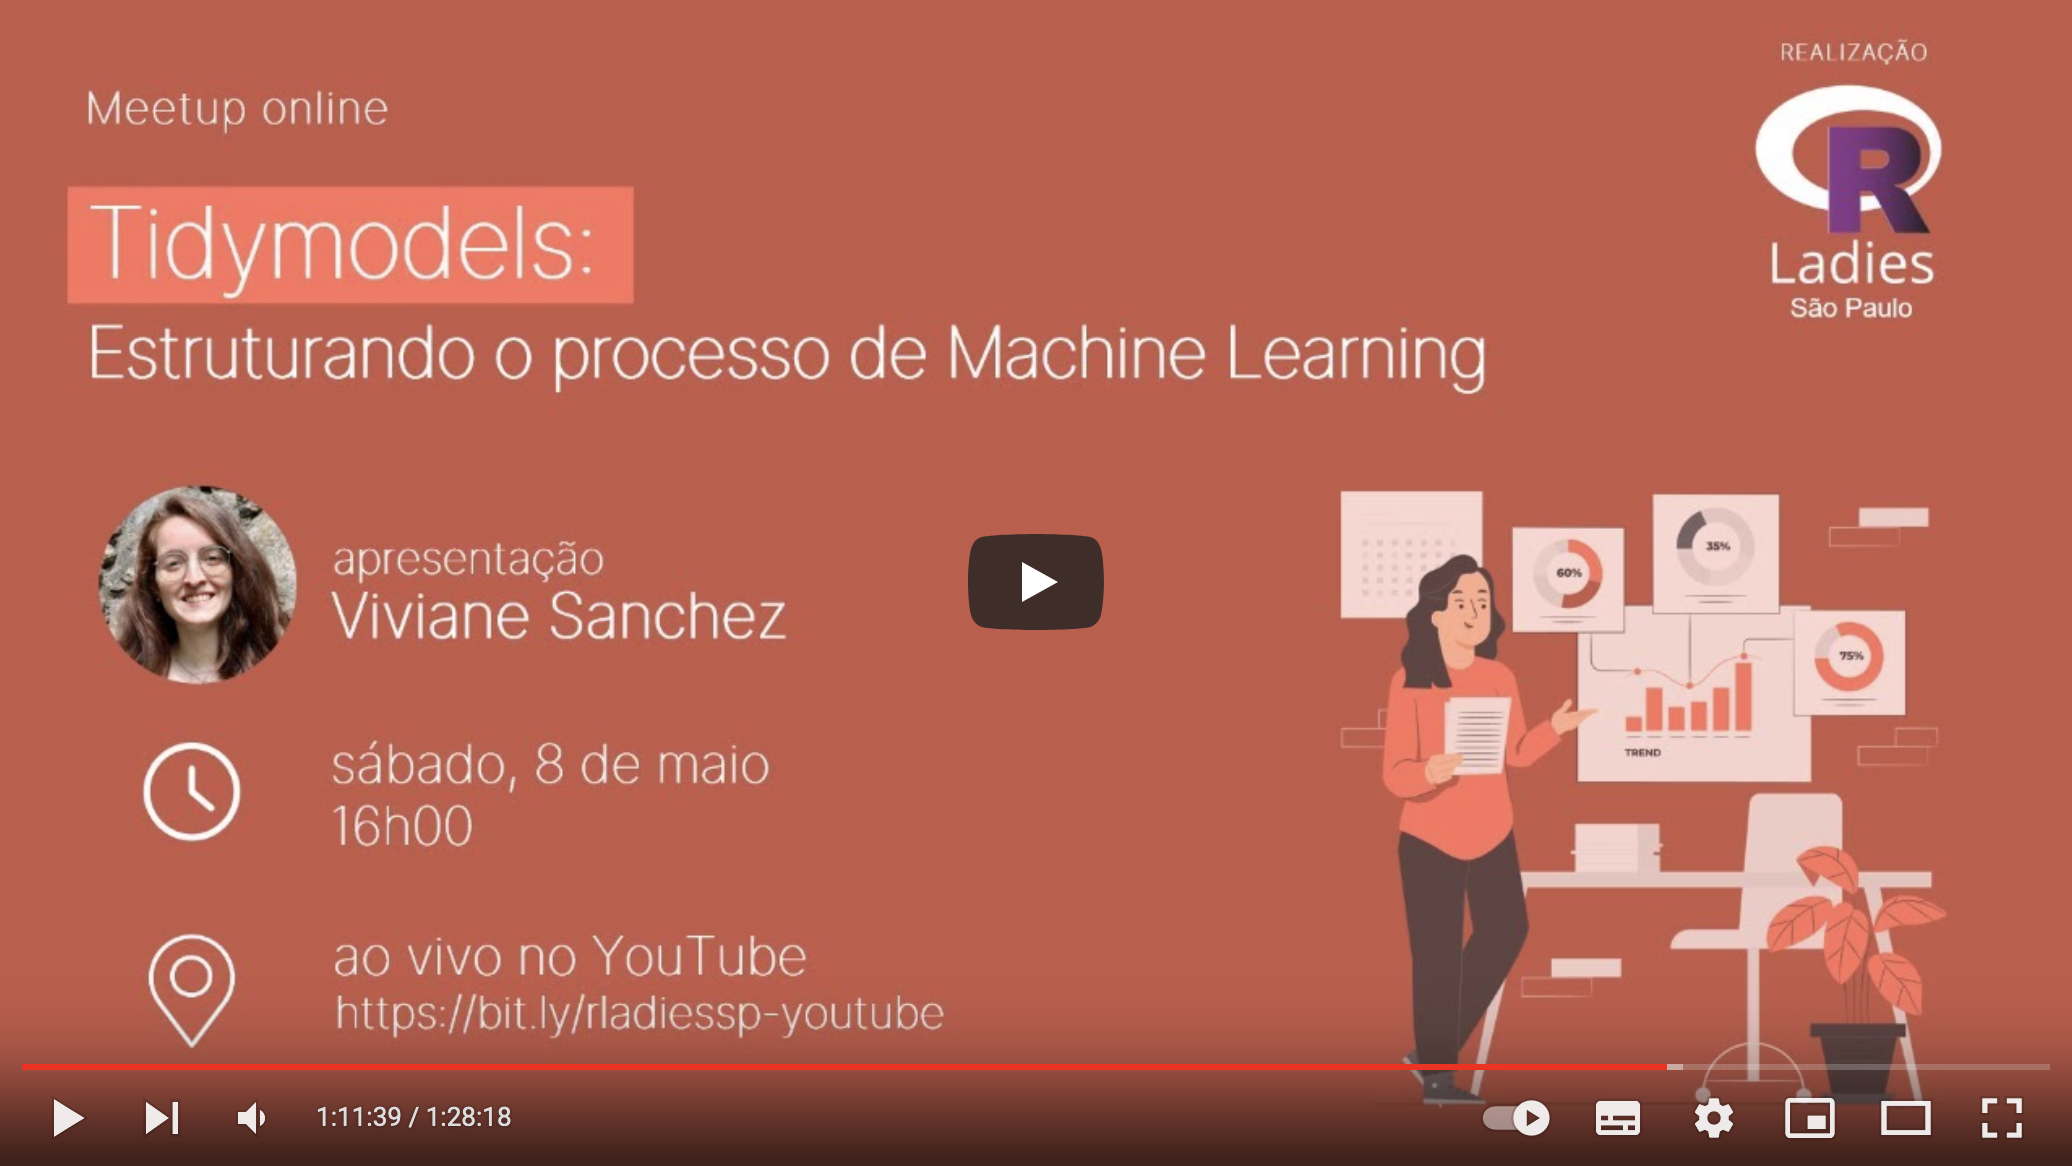 REALIZAÇÃO
Meetup online
R
Ladies
São Paulo
Tidymodels:
Estruturando o processo de Machine Learning
apresentação
Viviane Sanchez
sábado, 8 de maio
16h00
ao vivo no YouTube
https://bit.ly/rladiessp-youtube
35%
60%
75%
TREND
1:11:39 / 1:28:18